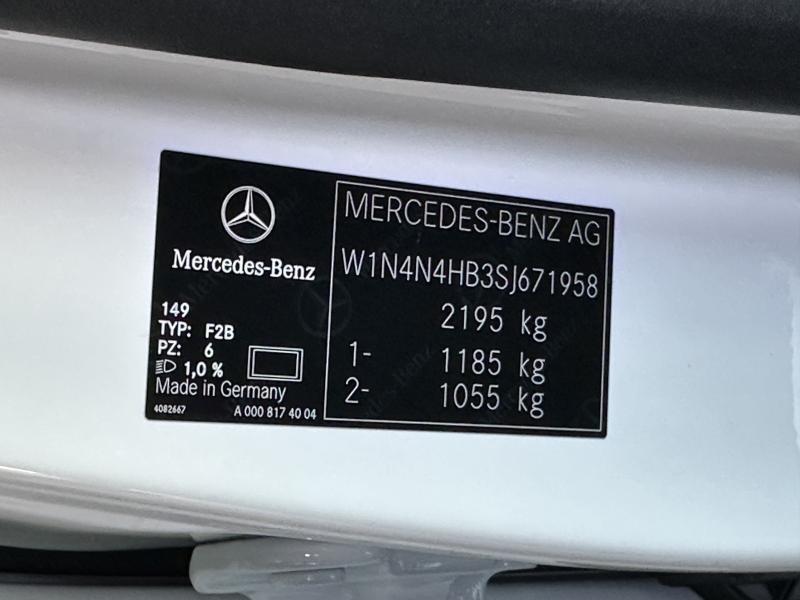 Mercedes-Benz
149
TYP: F2B
PZ: 6
1,0 %
Made in Germany
4082667 A 000 817 40 04
MERCEDES-BENZ AG
W1N4N4HB3SJ671958
2195 kg
1- 1185 kg
2- 1055 kg